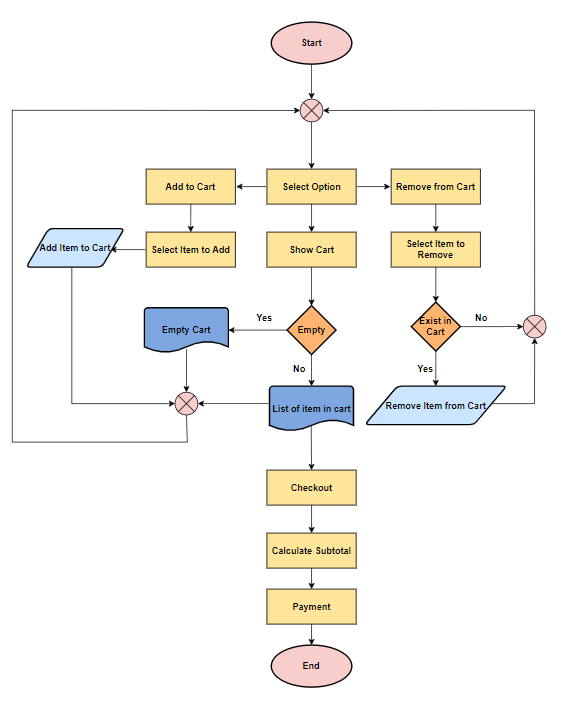 Start
Add to Cart
Select Option
Remove from Cart
Add Item to Cart
Select Item to Add
Show Cart
Select Item to
Remove
Empty Cart
Yes
Empty
Exist in
Cart
No
No
Yes
List of item in cart
Remove Item from Cart
Checkout
Calculate Subtotal
Payment
End